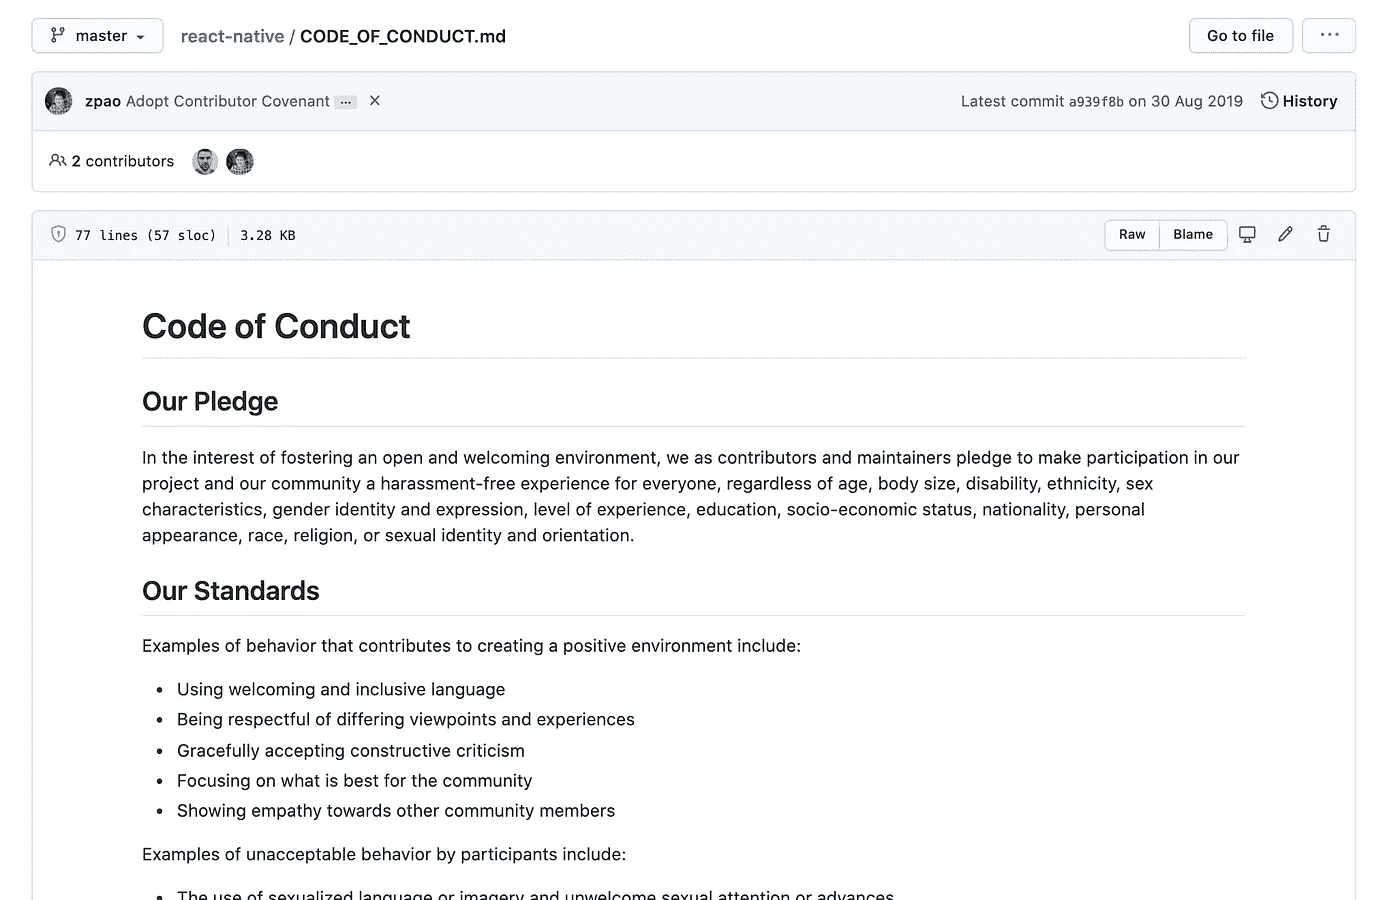 master
react-native / CODE_OF_CONDUCT.md
Go to file
...
zpao Adopt Contributor Covenant ...
Latest commit a939f8b on 30 Aug 2019
History
2 contributors
77 lines (57 sloc)
3.28 KB
Raw
Blame
Code of Conduct
Our Pledge
In the interest of fostering an open and welcoming environment, we as contributors and maintainers pledge to make participation in our
project and our community a harassment-free experience for everyone, regardless of age, body size, disability, ethnicity, sex
characteristics, gender identity and expression, level of experience, education, socio-economic status, nationality, personal
appearance, race, religion, or sexual identity and orientation.
Our Standards
Examples of behavior that contributes to creating a positive environment include:
• Using welcoming and inclusive language
• Being respectful of differing viewpoints and experiences
• Gracefully accepting constructive criticism
• Focusing on what is best for the community
• Showing empathy towards other community members
Examples of unacceptable behavior by participants include:
• The use of sexualized language or imagery and unwelcome sexual attention or advances